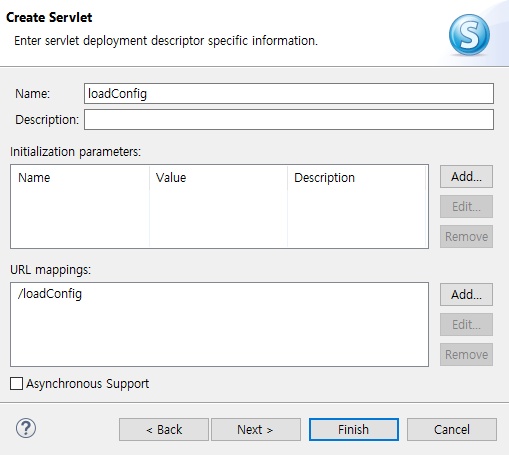 Create Servlet
Enter servlet deployment descriptor specific information.
S
Name: loadConfig
Description:
Initialization parameters:
Name Value Description
Add...
Edit...
Remove
URL mappings:
/loadConfig
Add...
Edit...
Remove
Asynchronous Support
? < Back Next > Finish Cancel